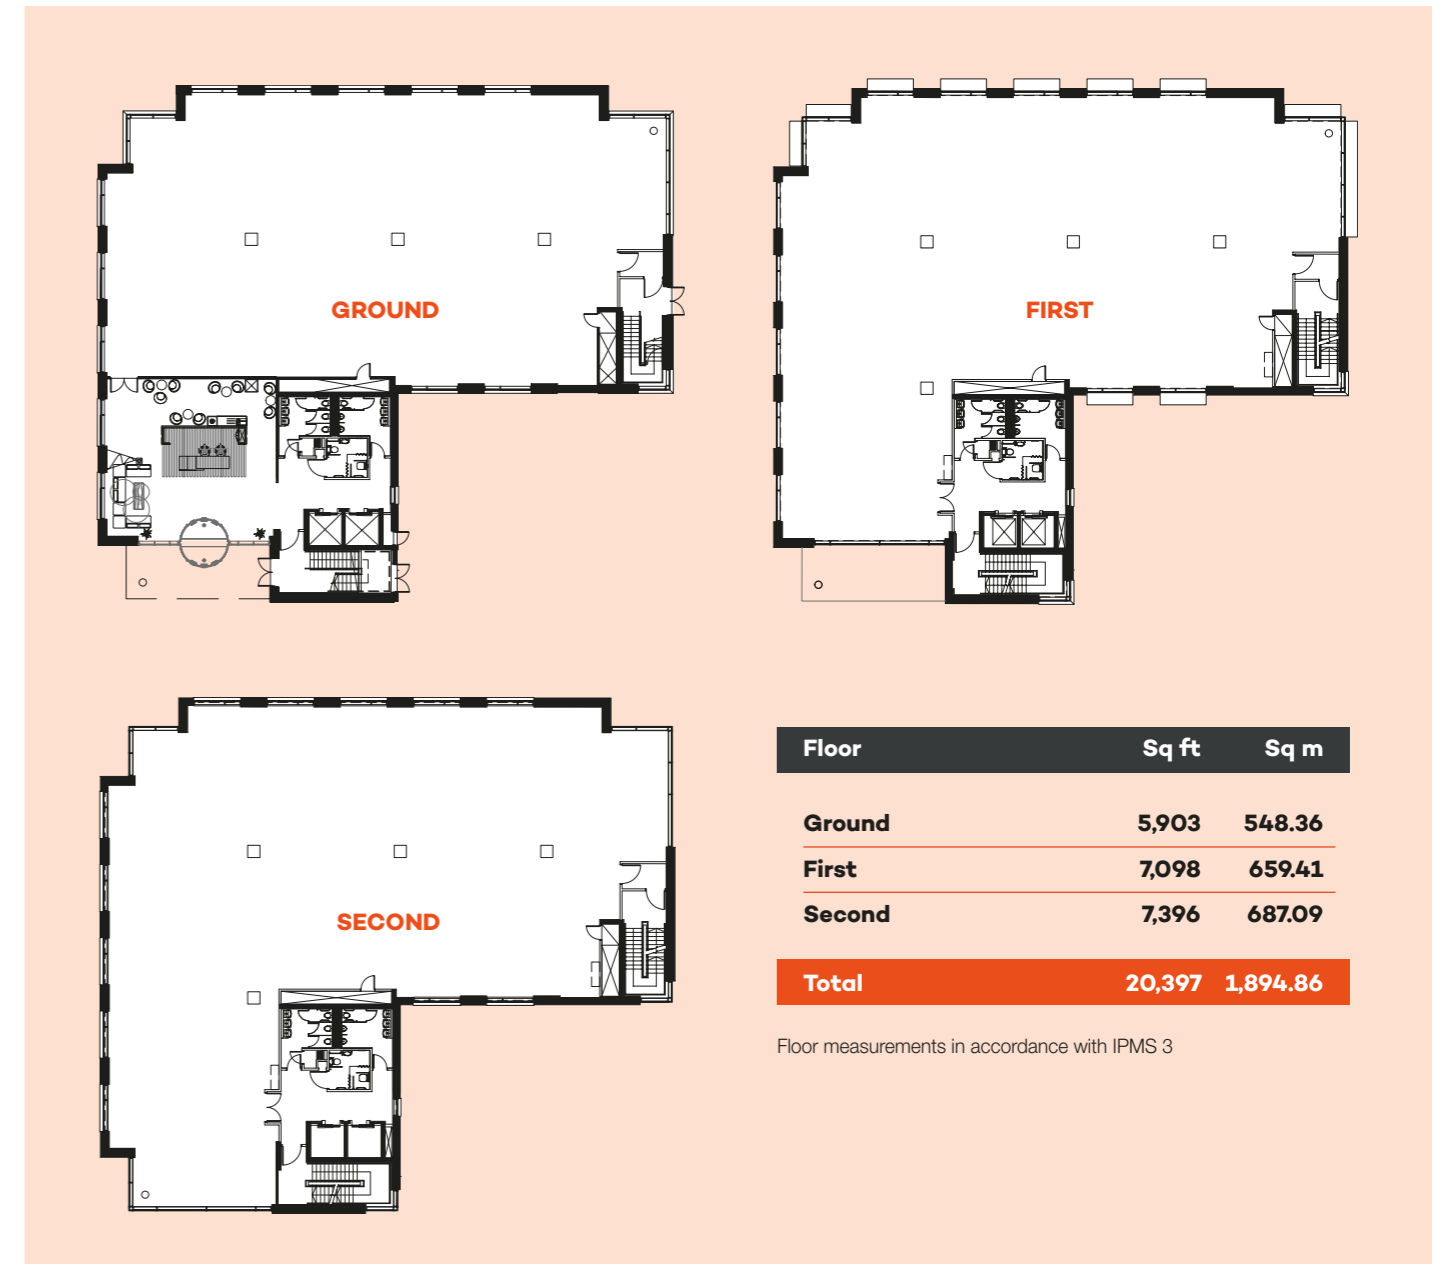 GROUND
FIRST
SECOND
Floor Sq ft Sq m
Ground 5,903 548.36
First 7,098 659.41
Second 7,396 687.09
Total 20,397 1,894.86
Floor measurements in accordance with IPMS 3